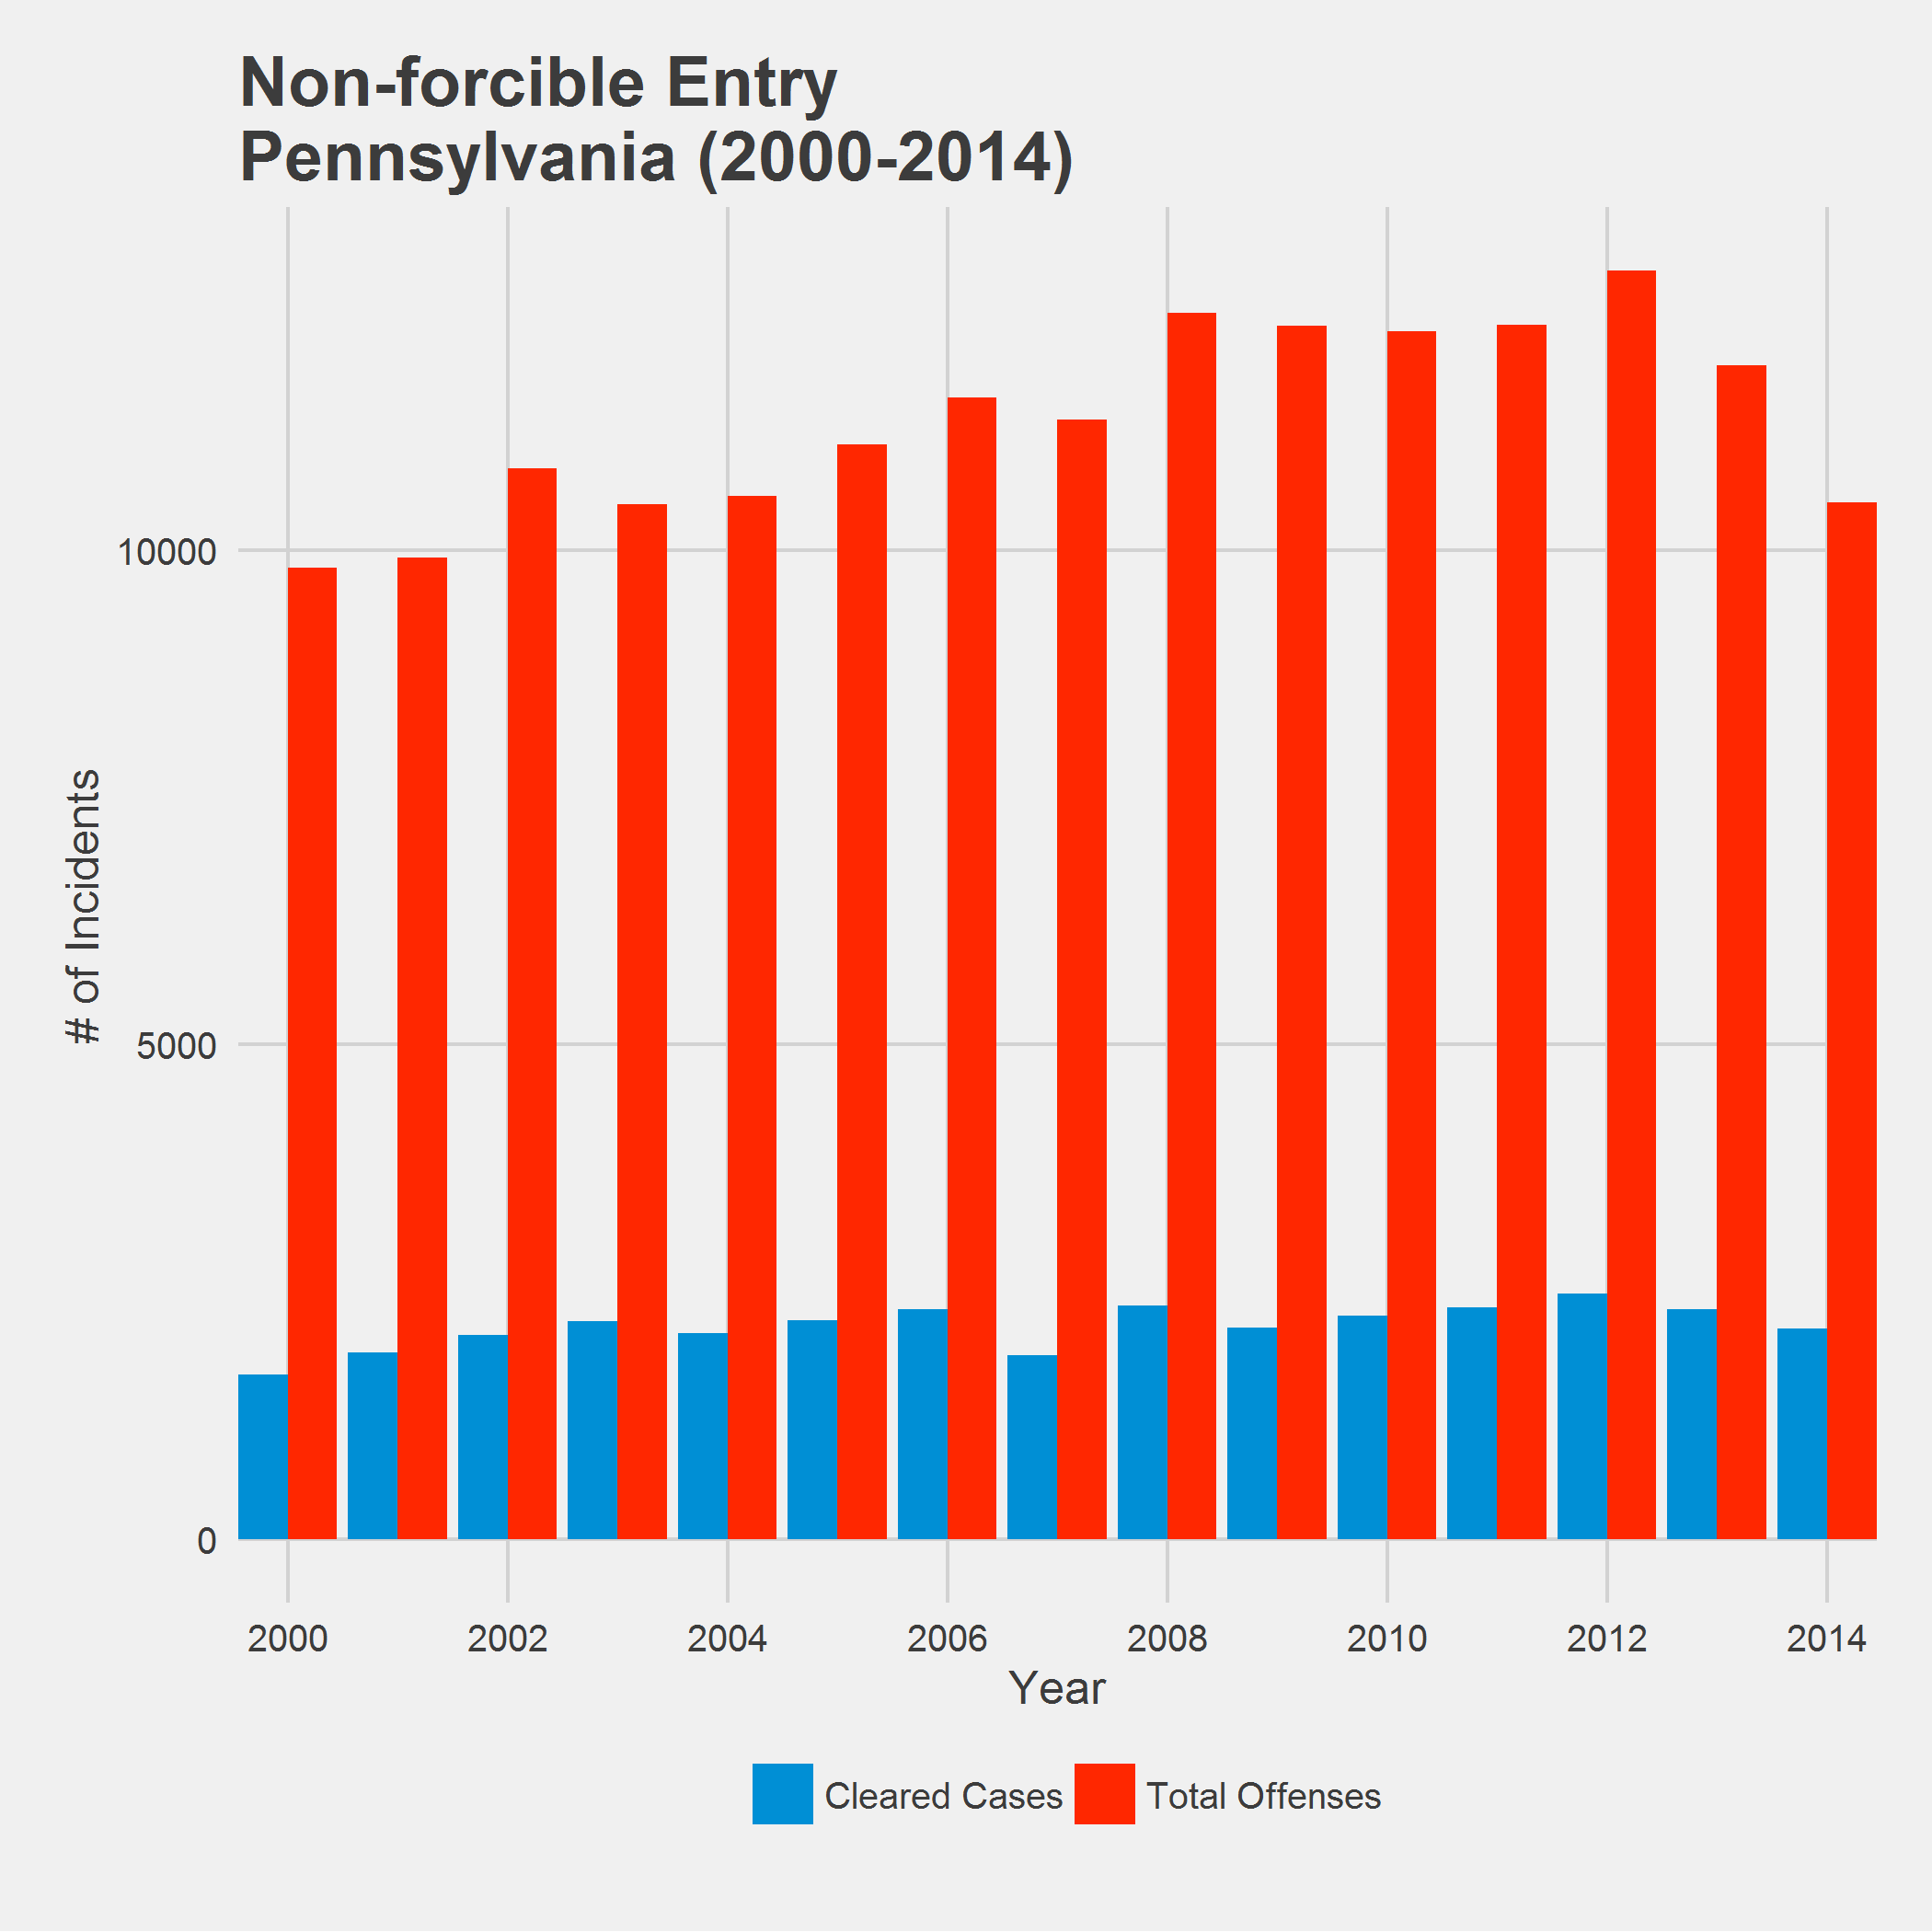 Non-forcible Entry
Pennsylvania (2000-2014)
# of Incidents
10000
5000
0
2000 2002 2004 2006 2008 2010 2012 2014
Year
Cleared Cases Total Offenses